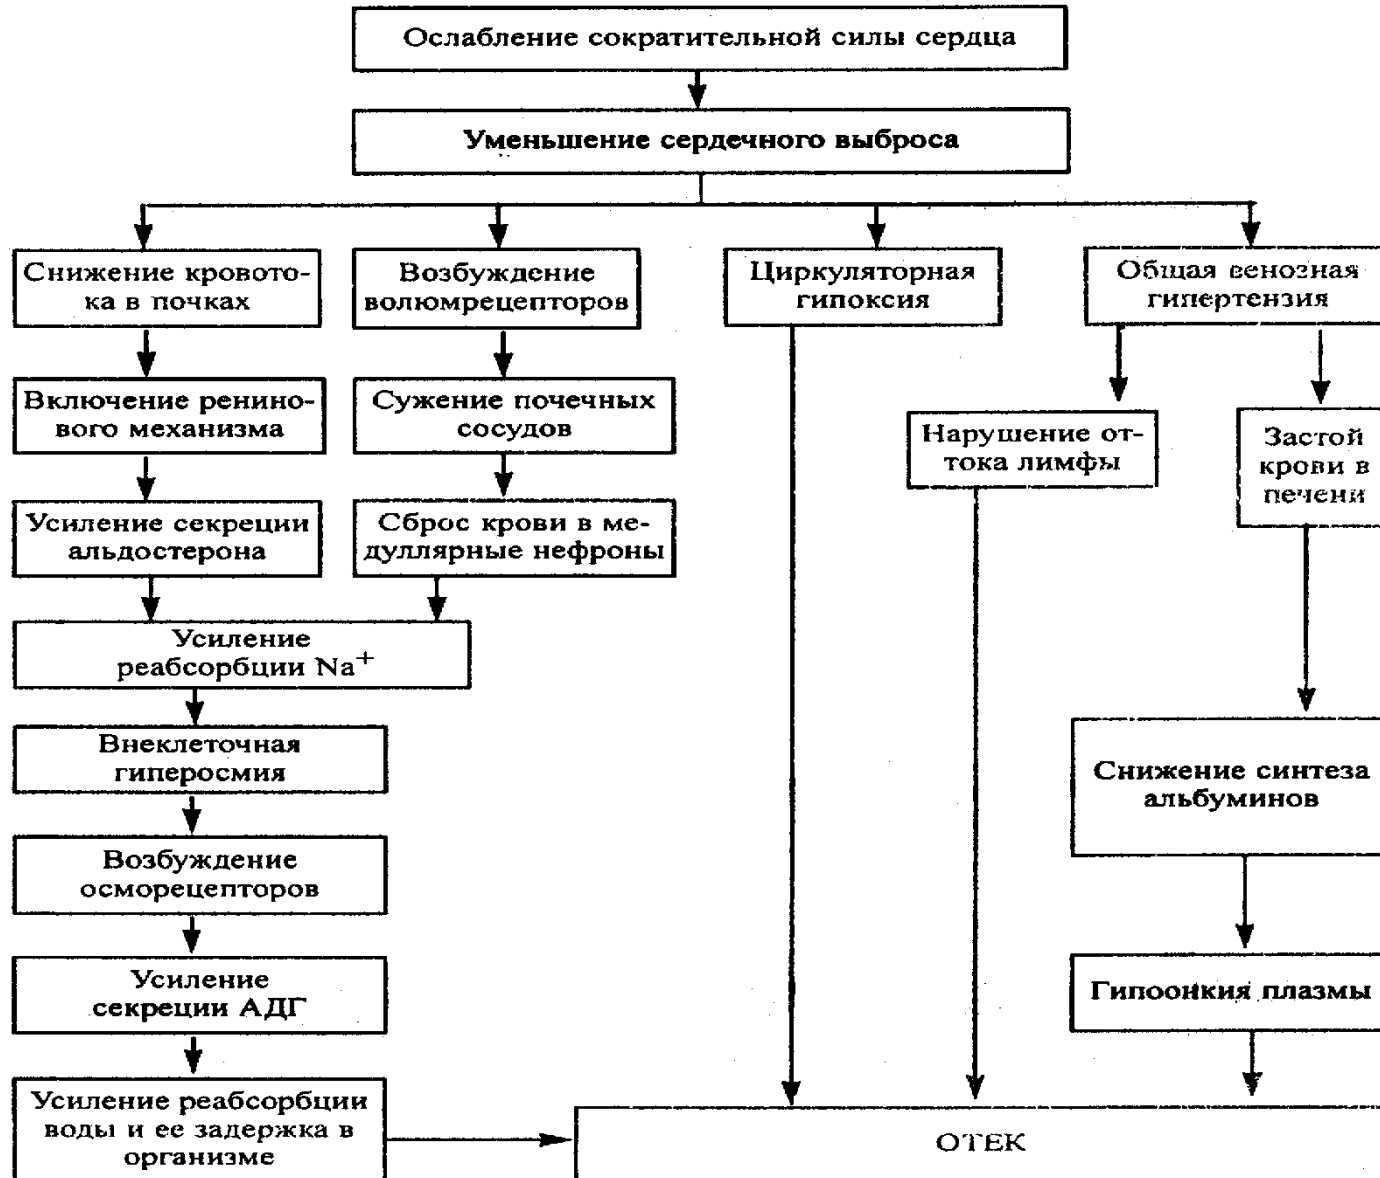 Ослабление сократительной силы сердца
Уменьшение сердечного выброса
Снижение кровото-
ка в почках
Возбуждение
волюмрецепторов
Циркуляторная
гипоксия
Общая венозная
гипертензия
Включение ренино-
вого механизма
Сужение почечных
сосудов
Нарушение от-
тока лимфы
Застой
крови в
печени
Усиление секреции
альдостерона
Сброс крови в ме-
дуллярные нефроны
Усиление
реабсорбции Na⁺
Внеклеточная
гиперосмия
Снижение синтеза
альбуминов
Возбуждение
осморецепторов
Усиление
секреции АДГ
Гипоонкия плазмы
Усиление реабсорбции
воды и ее задержка в
организме
ОТЕК